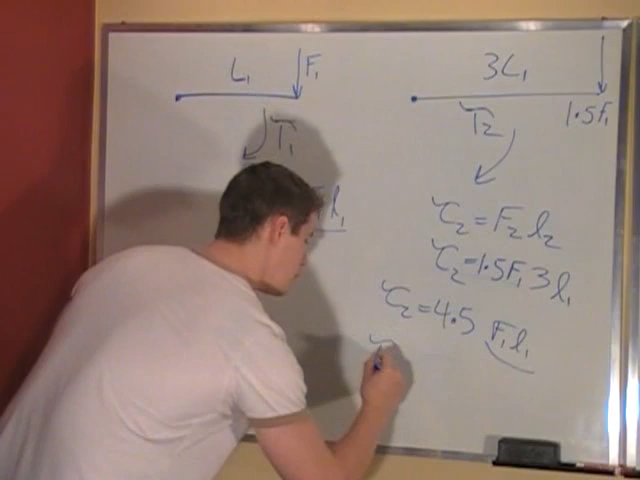 L₁ F₁
τ₁
l₁
3L₁
1.5F₁
τ₂
τ₂ = F₂ l₂
τ₂ = 1.5F₁ 3l₁
τ₂ = 4.5 F₁l₁
τ